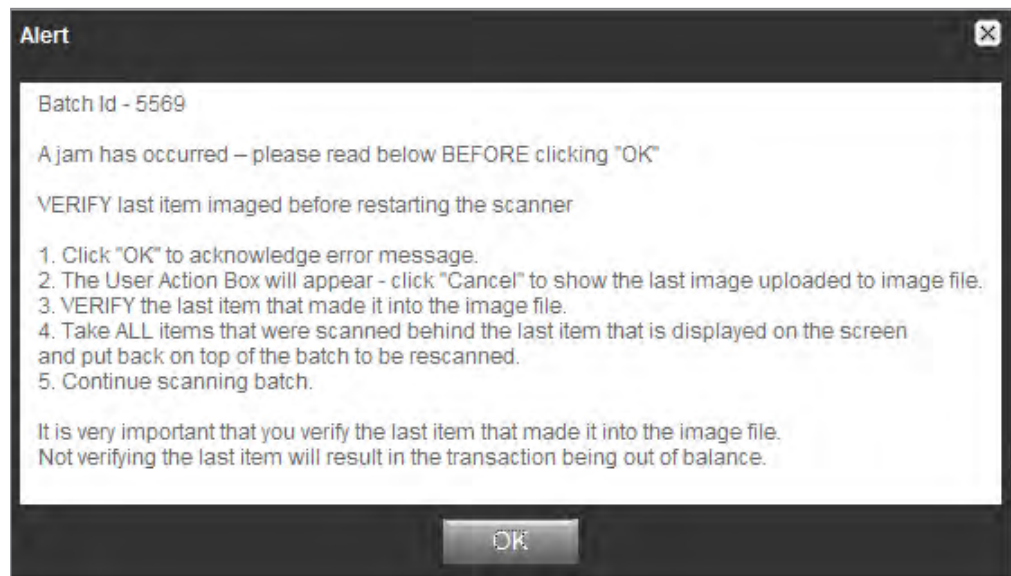 Alert
Batch Id - 5569
A jam has occurred – please read below BEFORE clicking "OK"
VERIFY last item imaged before restarting the scanner
1. Click "OK" to acknowledge error message.
2. The User Action Box will appear - click "Cancel" to show the last image uploaded to image file.
3. VERIFY the last item that made it into the image file.
4. Take ALL items that were scanned behind the last item that is displayed on the screen
and put back on top of the batch to be rescanned.
5. Continue scanning batch.
It is very important that you verify the last item that made it into the image file.
Not verifying the last item will result in the transaction being out of balance.
OK